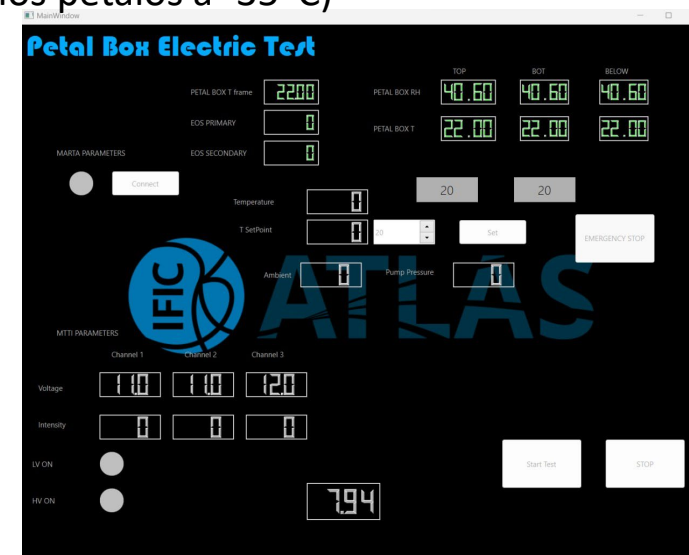 los pétalos a -35 ºC)
MainWindow
Petal Box Electric Test
TOP BOT BELOW
PETAL BOX T frame 22.00 PETAL BOX RH 40.60 40.60 40.60
EOS PRIMARY 0 PETAL BOX T 22.00 22.00 22.00
MARTA PARAMETERS EOS SECONDARY 0
Connect
20 20
Temperature 0
T SetPoint 0 20 Set EMERGENCY STOP
IFIC ATLAS
Ambient 0 Pump Pressure 0
MTTI PARAMETERS
Channel 1 Channel 2 Channel 3
Voltage 11.0 11.0 12.0
Intensity 0 0 0
LV ON Start Test STOP
HV ON 7.94